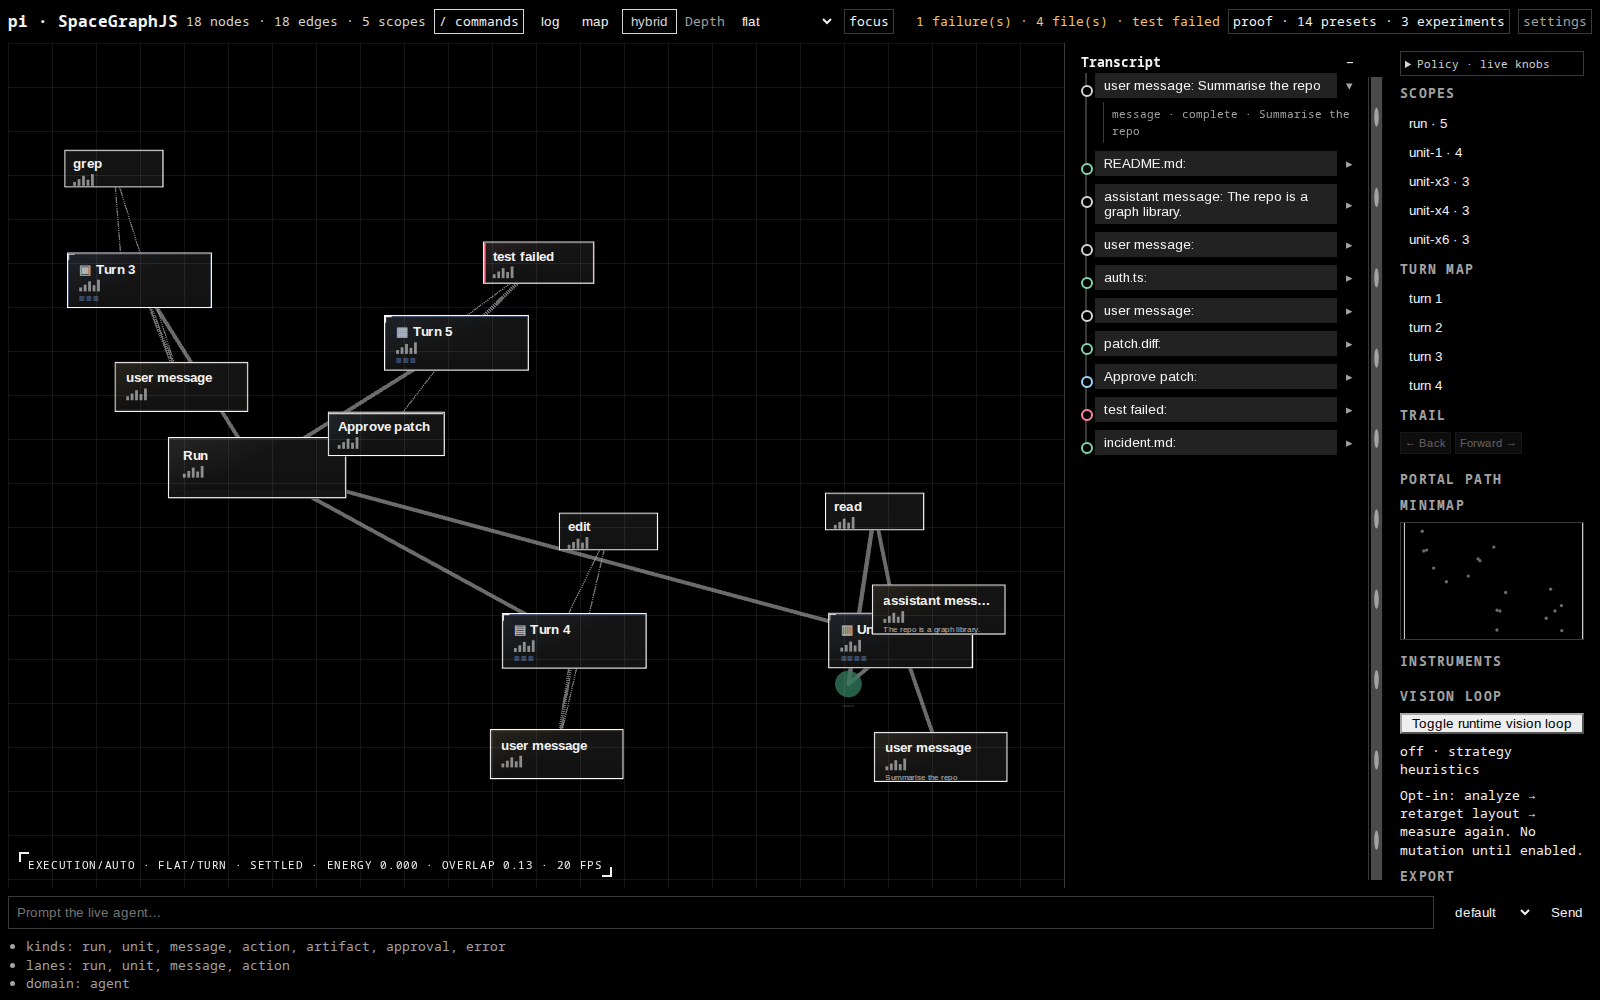 pi · SpaceGraphJS 18 nodes · 18 edges · 5 scopes / commands log map hybrid Depth flat focus 1 failure(s) · 4 file(s) · test failed proof · 14 presets · 3 experiments settings
grep
Turn 3
user message
Run
test failed
Turn 5
Approve patch
edit
Turn 4
user message
read
assistant mess…
The repo is a graph library.
Un
user message
Summarise the repo
EXECUTION/AUTO · FLAT/TURN · SETTLED · ENERGY 0.000 · OVERLAP 0.13 · 20 FPS
Transcript –
user message: Summarise the repo
message · complete · Summarise the
repo
README.md:
assistant message: The repo is a
graph library.
user message:
auth.ts:
user message:
patch.diff:
Approve patch:
test failed:
incident.md:
Policy · live knobs
SCOPES
run · 5
unit-1 · 4
unit-x3 · 3
unit-x4 · 3
unit-x6 · 3
TURN MAP
turn 1
turn 2
turn 3
turn 4
TRAIL
← Back Forward →
PORTAL PATH
MINIMAP
INSTRUMENTS
VISION LOOP
Toggle runtime vision loop
off · strategy
heuristics
Opt-in: analyze →
retarget layout →
measure again. No
mutation until enabled.
EXPORT
Prompt the live agent… default Send
• kinds: run, unit, message, action, artifact, approval, error
• lanes: run, unit, message, action
• domain: agent